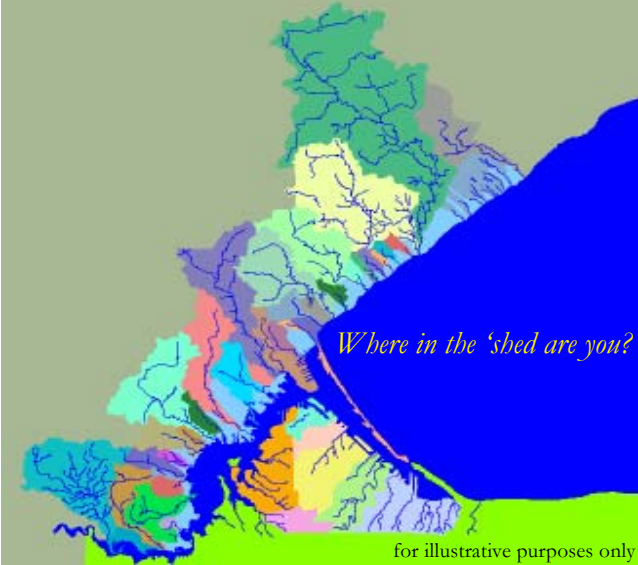 Where in the ‘shed are you?
for illustrative purposes only